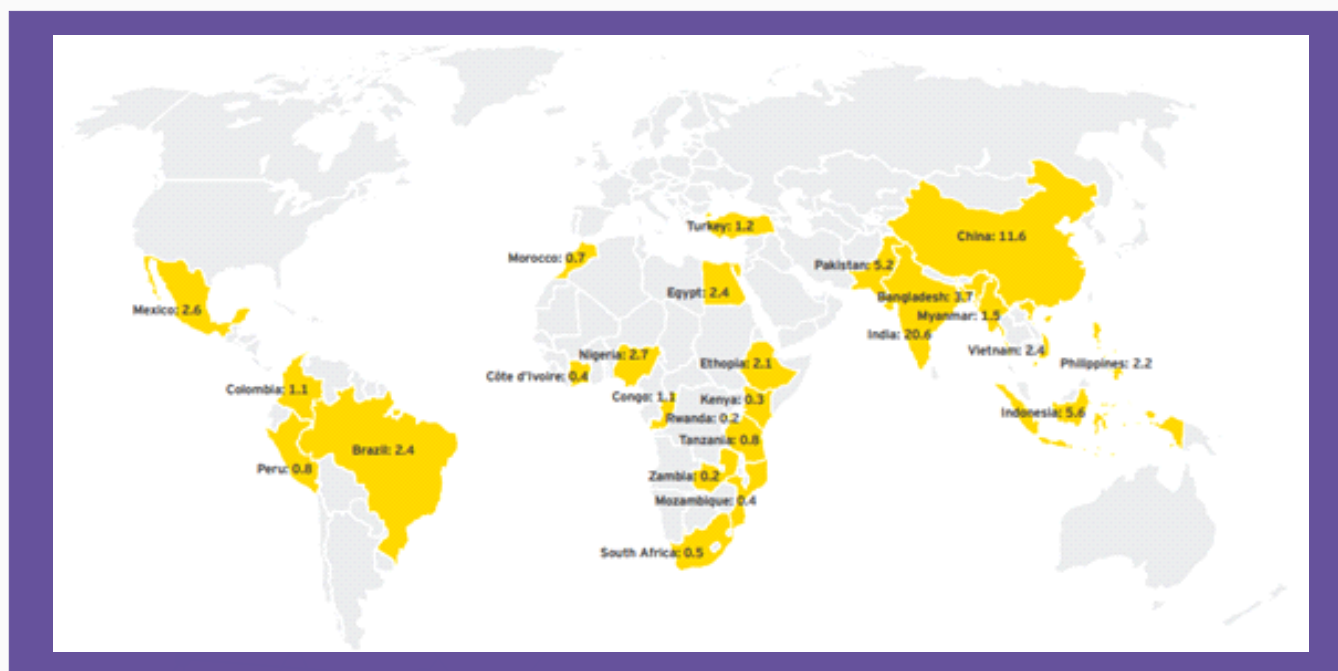 Turkey: 1.2
China: 11.6
Morocco: 0.7
Pakistan: 5.2
Egypt: 2.4
Bangladesh: 3.7
Mexico: 2.6
Myanmar: 1.5
India: 20.6
Vietnam: 2.4
Nigeria: 2.7
Ethopia: 2.1
Philippines: 2.2
Côte d'Ivoire: 0.4
Colombia: 1.1
Congo: 1.1
Kenya: 0.3
Rwanda: 0.2
Indonesia: 5.6
Tanzania: 0.8
Brazil: 2.4
Peru: 0.8
Zambia: 0.2
Mozambique: 0.4
South Africa: 0.5